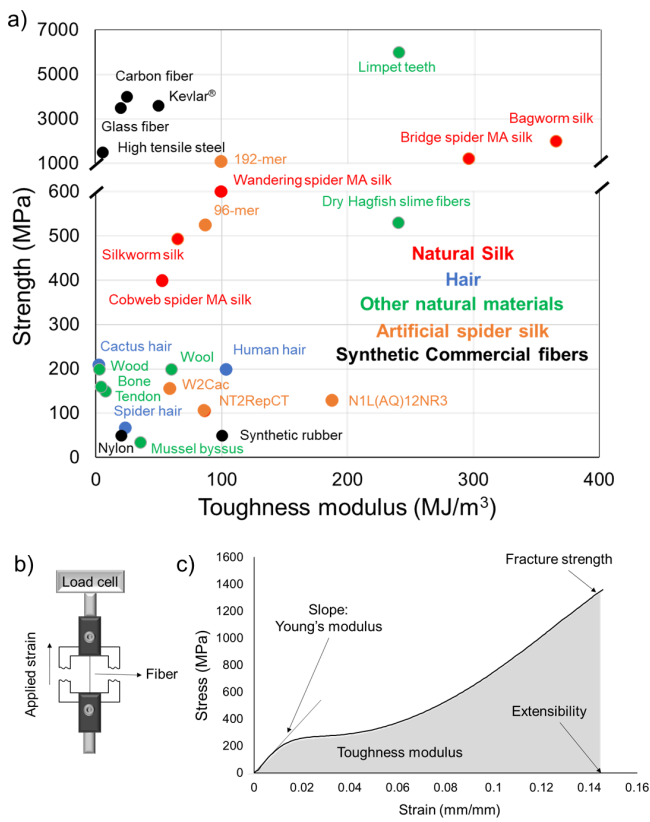 a)
Strength (MPa)
7000
5000
3000
1000
600
500
400
300
200
100
0
0
100
200
300
400
Toughness modulus (MJ/m³)
Limpet teeth
Carbon fiber
Kevlar®
Glass fiber
High tensile steel
Bagworm silk
Bridge spider MA silk
192-mer
Wandering spider MA silk
Dry Hagfish slime fibers
96-mer
Silkworm silk
Cobweb spider MA silk
Natural Silk
Hair
Other natural materials
Artificial spider silk
Synthetic Commercial fibers
Cactus hair
Wood
Wool
Human hair
Bone
W2Cac
Tendon
NT2RepCT
N1L(AQ)12NR3
Spider hair
Synthetic rubber
Nylon
Mussel byssus
b)
Load cell
Applied strain
Fiber
c)
Stress (MPa)
1600
1400
1200
1000
800
600
400
200
0
0
0.02
0.04
0.06
0.08
0.1
0.12
0.14
0.16
Strain (mm/mm)
Fracture strength
Slope:
Young's modulus
Extensibility
Toughness modulus